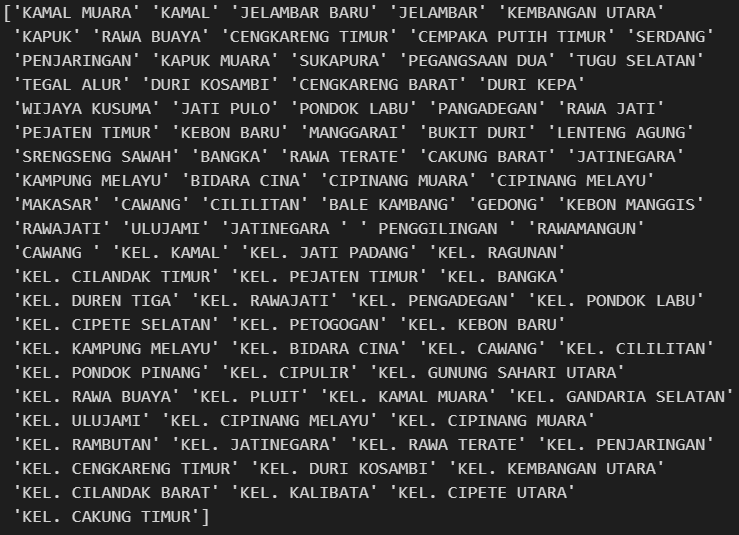 ['KAMAL MUARA' 'KAMAL' 'JELAMBAR BARU' 'JELAMBAR' 'KEMBANGAN UTARA'
'KAPUK' 'RAWA BUAYA' 'CENGKARENG TIMUR' 'CEMPAKA PUTIH TIMUR' 'SERDANG'
'PENJARINGAN' 'KAPUK MUARA' 'SUKAPURA' 'PEGANGSAAN DUA' 'TUGU SELATAN'
'TEGAL ALUR' 'DURI KOSAMBI' 'CENGKARENG BARAT' 'DURI KEPA'
'WIJAYA KUSUMA' 'JATI PULO' 'PONDOK LABU' 'PANGADEGAN' 'RAWA JATI'
'PEJATEN TIMUR' 'KEBON BARU' 'MANGGARAI' 'BUKIT DURI' 'LENTENG AGUNG'
'SRENGSENG SAWAH' 'BANGKA' 'RAWA TERATE' 'CAKUNG BARAT' 'JATINEGARA'
'KAMPUNG MELAYU' 'BIDARA CINA' 'CIPINANG MUARA' 'CIPINANG MELAYU'
'MAKASAR' 'CAWANG' 'CILILITAN' 'BALE KAMBANG' 'GEDONG' 'KEBON MANGGIS'
'RAWAJATI' 'ULUJAMI' 'JATINEGARA ' ' PENGGILINGAN ' 'RAWAMANGUN'
'CAWANG ' 'KEL. KAMAL' 'KEL. JATI PADANG' 'KEL. RAGUNAN'
'KEL. CILANDAK TIMUR' 'KEL. PEJATEN TIMUR' 'KEL. BANGKA'
'KEL. DUREN TIGA' 'KEL. RAWAJATI' 'KEL. PENGADEGAN' 'KEL. PONDOK LABU'
'KEL. CIPETE SELATAN' 'KEL. PETOGOGAN' 'KEL. KEBON BARU'
'KEL. KAMPUNG MELAYU' 'KEL. BIDARA CINA' 'KEL. CAWANG' 'KEL. CILILITAN'
'KEL. PONDOK PINANG' 'KEL. CIPULIR' 'KEL. GUNUNG SAHARI UTARA'
'KEL. RAWA BUAYA' 'KEL. PLUIT' 'KEL. KAMAL MUARA' 'KEL. GANDARIA SELATAN'
'KEL. ULUJAMI' 'KEL. CIPINANG MELAYU' 'KEL. CIPINANG MUARA'
'KEL. RAMBUTAN' 'KEL. JATINEGARA' 'KEL. RAWA TERATE' 'KEL. PENJARINGAN'
'KEL. CENGKARENG TIMUR' 'KEL. DURI KOSAMBI' 'KEL. KEMBANGAN UTARA'
'KEL. CILANDAK BARAT' 'KEL. KALIBATA' 'KEL. CIPETE UTARA'
'KEL. CAKUNG TIMUR']